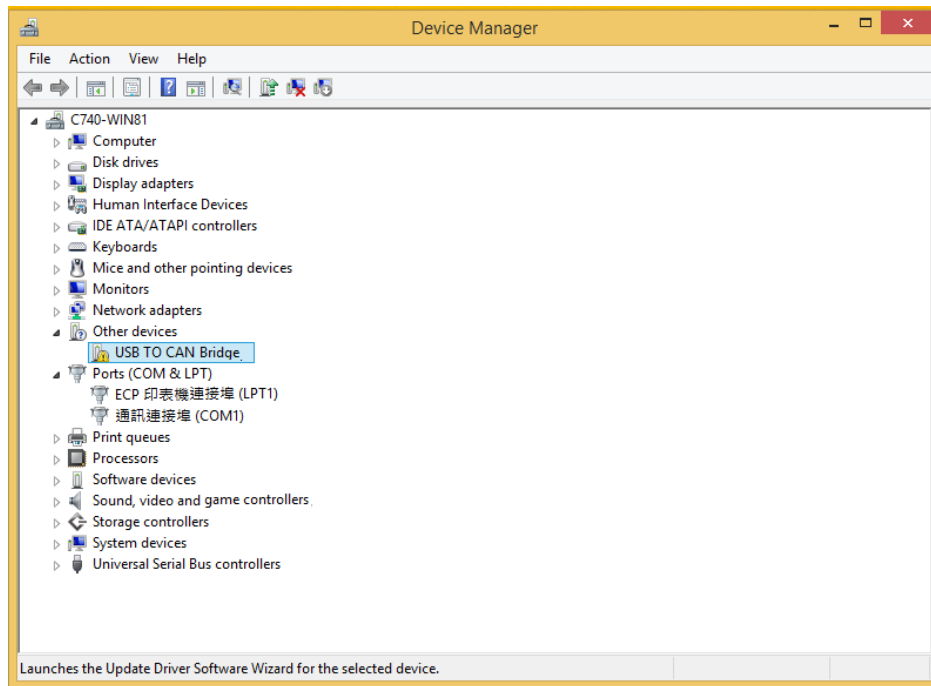 Device Manager
File Action View Help
C740-WIN81
Computer
Disk drives
Display adapters
Human Interface Devices
IDE ATA/ATAPI controllers
Keyboards
Mice and other pointing devices
Monitors
Network adapters
Other devices
USB TO CAN Bridge
Ports (COM & LPT)
ECP 印表機連接埠 (LPT1)
通訊連接埠 (COM1)
Print queues
Processors
Software devices
Sound, video and game controllers
Storage controllers
System devices
Universal Serial Bus controllers
Launches the Update Driver Software Wizard for the selected device.